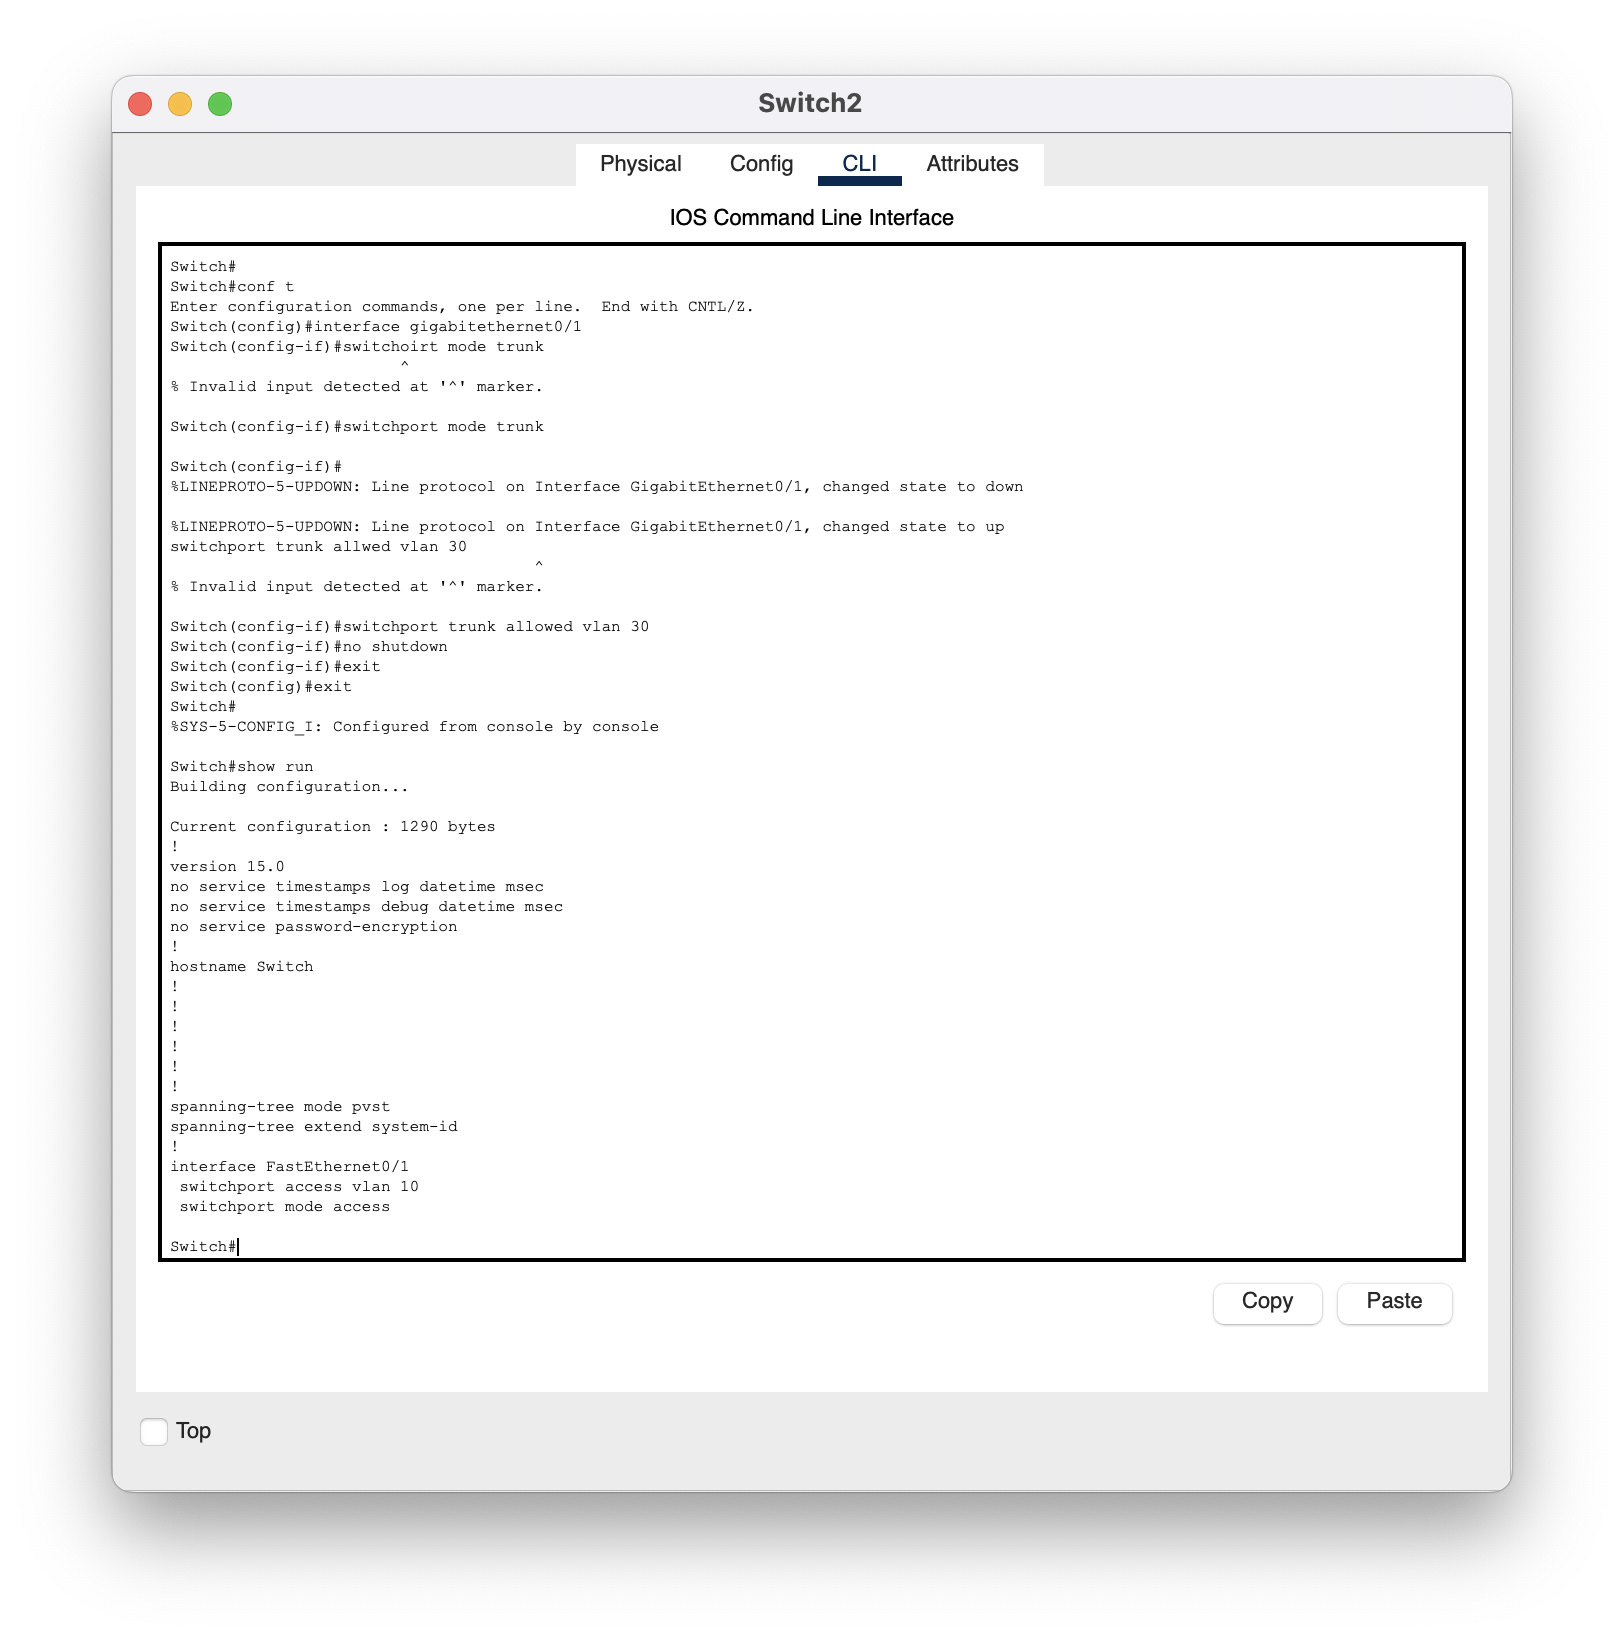 Switch2
Physical Config CLI Attributes
IOS Command Line Interface
Switch#
Switch#conf t
Enter configuration commands, one per line.  End with CNTL/Z.
Switch(config)#interface gigabitethernet0/1
Switch(config-if)#switchoirt mode trunk
^
% Invalid input detected at '^' marker.
Switch(config-if)#switchport mode trunk
Switch(config-if)#
%LINEPROTO-5-UPDOWN: Line protocol on Interface GigabitEthernet0/1, changed state to down
%LINEPROTO-5-UPDOWN: Line protocol on Interface GigabitEthernet0/1, changed state to up
switchport trunk allwed vlan 30
^
% Invalid input detected at '^' marker.
Switch(config-if)#switchport trunk allowed vlan 30
Switch(config-if)#no shutdown
Switch(config-if)#exit
Switch(config)#exit
Switch#
%SYS-5-CONFIG_I: Configured from console by console
Switch#show run
Building configuration...
Current configuration : 1290 bytes
!
version 15.0
no service timestamps log datetime msec
no service timestamps debug datetime msec
no service password-encryption
!
hostname Switch
!
!
!
!
!
!
spanning-tree mode pvst
spanning-tree extend system-id
!
interface FastEthernet0/1
switchport access vlan 10
switchport mode access
Switch#
Copy Paste
Top